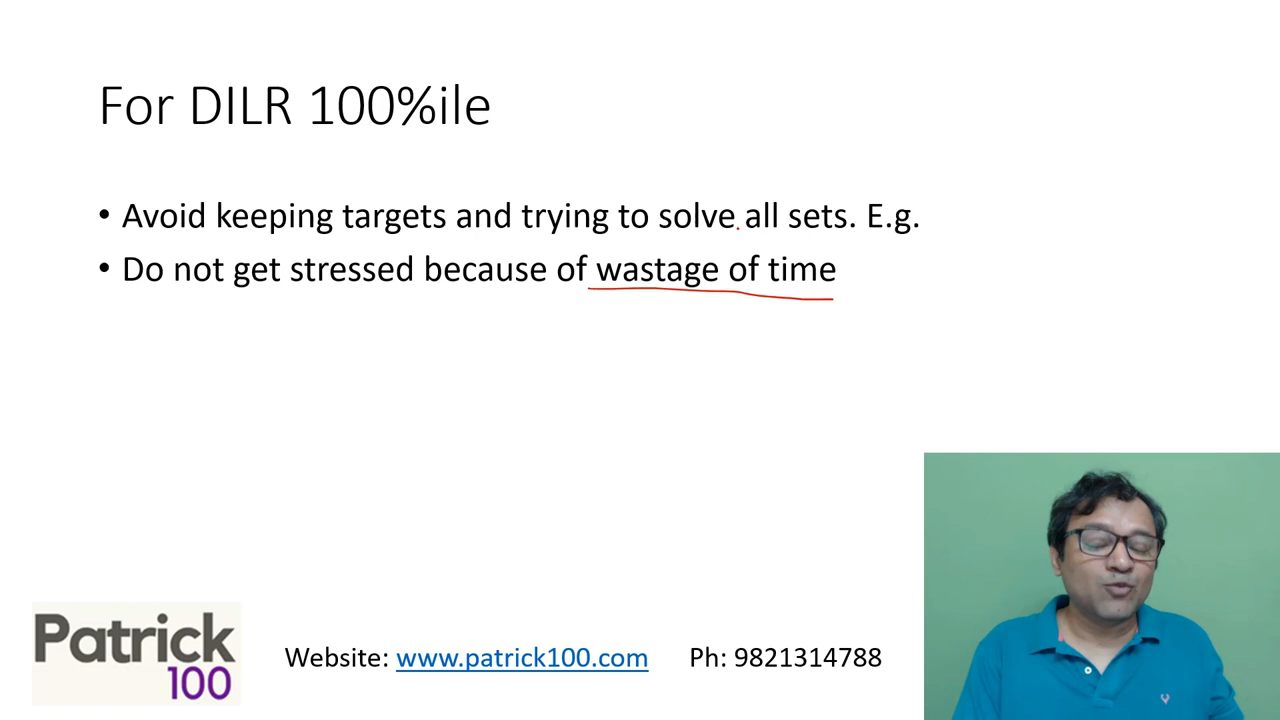 For DILR 100%ile
• Avoid keeping targets and trying to solve all sets. E.g.
• Do not get stressed because of wastage of time
Patrick
100
Website: www.patrick100.com Ph: 9821314788